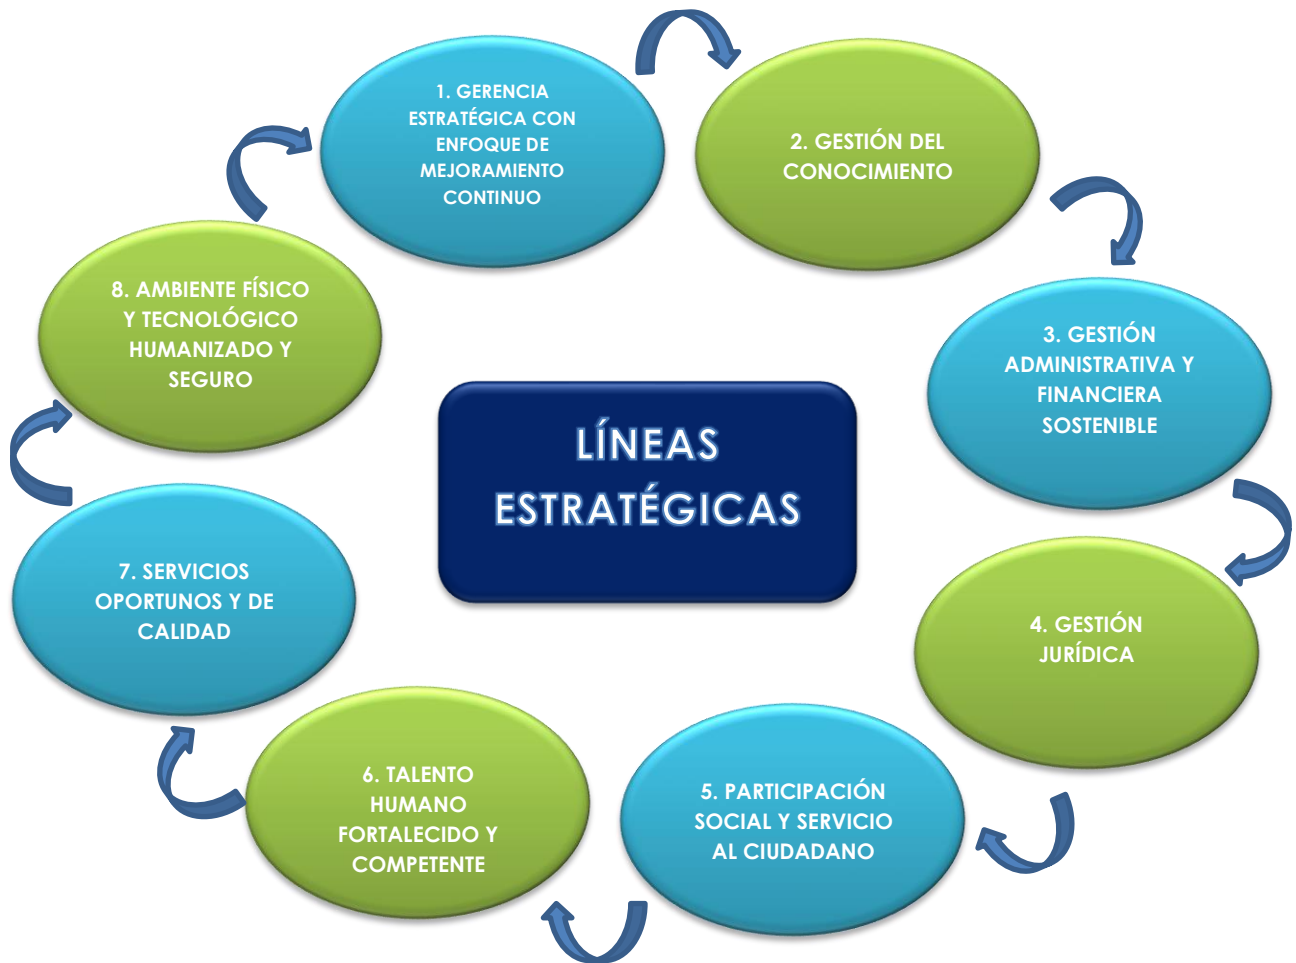 1. GERENCIA
ESTRATÉGICA CON
ENFOQUE DE
MEJORAMIENTO
CONTINUO
2. GESTIÓN DEL
CONOCIMIENTO
3. GESTIÓN
ADMINISTRATIVA Y
FINANCIERA
SOSTENIBLE
4. GESTIÓN
JURÍDICA
5. PARTICIPACIÓN
SOCIAL Y SERVICIO
AL CIUDADANO
6. TALENTO
HUMANO
FORTALECIDO Y
COMPETENTE
7. SERVICIOS
OPORTUNOS Y DE
CALIDAD
8. AMBIENTE FÍSICO
Y TECNOLÓGICO
HUMANIZADO Y
SEGURO
LÍNEAS
ESTRATÉGICAS